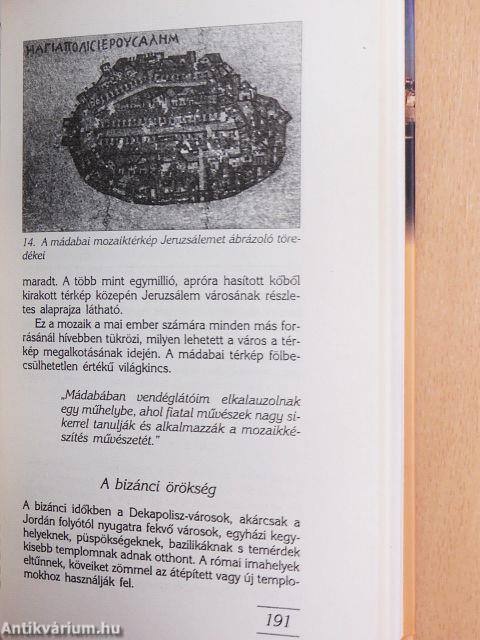 ΗΑΓΙΑΠΟΛΙCΙΕΡΟΥCΑΛΗΜ
14. A mádabai mozaiktérkép Jeruzsálemet ábrázoló töre-
dékei
maradt. A több mint egymillió, apróra hasított kőből
kirakott térkép közepén Jeruzsálem városának részle-
tes alaprajza látható.
Ez a mozaik a mai ember számára minden más for-
rásánál hívebben tükrözi, milyen lehetett a város a tér-
kép megalkotásának idején. A mádabai térkép fölbe-
csülhetetlen értékű világkincs.
„Mádabában vendéglátóim elkalauzolnak
egy műhelybe, ahol fiatal művészek nagy si-
kerrel tanulják és alkalmazzák a mozaikké-
szítés művészetét.”
A bizánci örökség
A bizánci időkben a Dekapolisz-városok, akárcsak a
Jordán folyótól nyugatra fekvő városok, egyházi kegy-
helyeknek, püspökségeknek, bazilikáknak s temérdek
kisebb templomnak adnak otthont. A római imahelyek
eltűnnek, köveiket zömmel az átépített vagy új templo-
mokhoz használják fel.
191
Antikvárium.hu